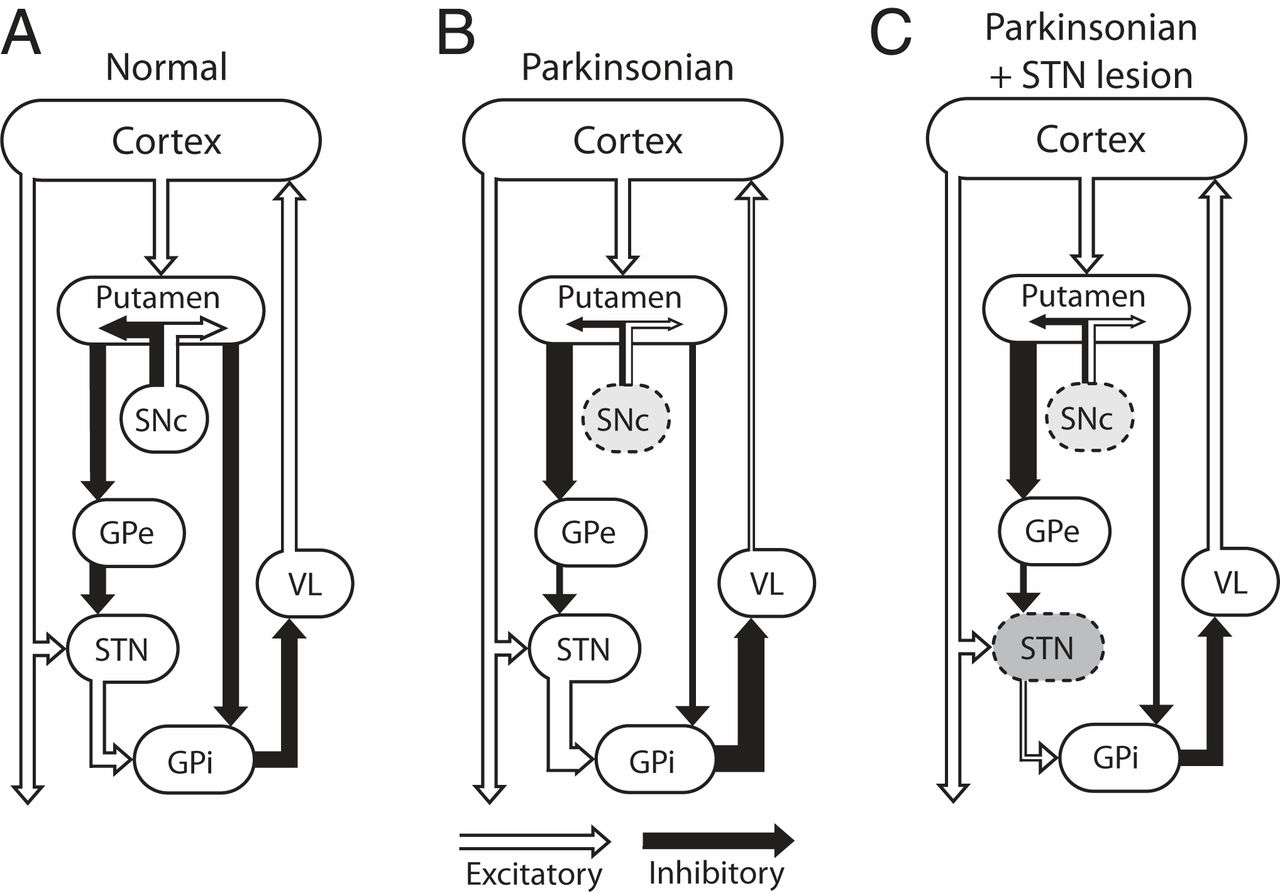 A
Normal
Cortex
Putamen
SNc
GPe
VL
STN
GPi
B
Parkinsonian
Cortex
Putamen
SNc
GPe
VL
STN
GPi
C
Parkinsonian
+ STN lesion
Cortex
Putamen
SNc
GPe
VL
STN
GPi
Excitatory
Inhibitory